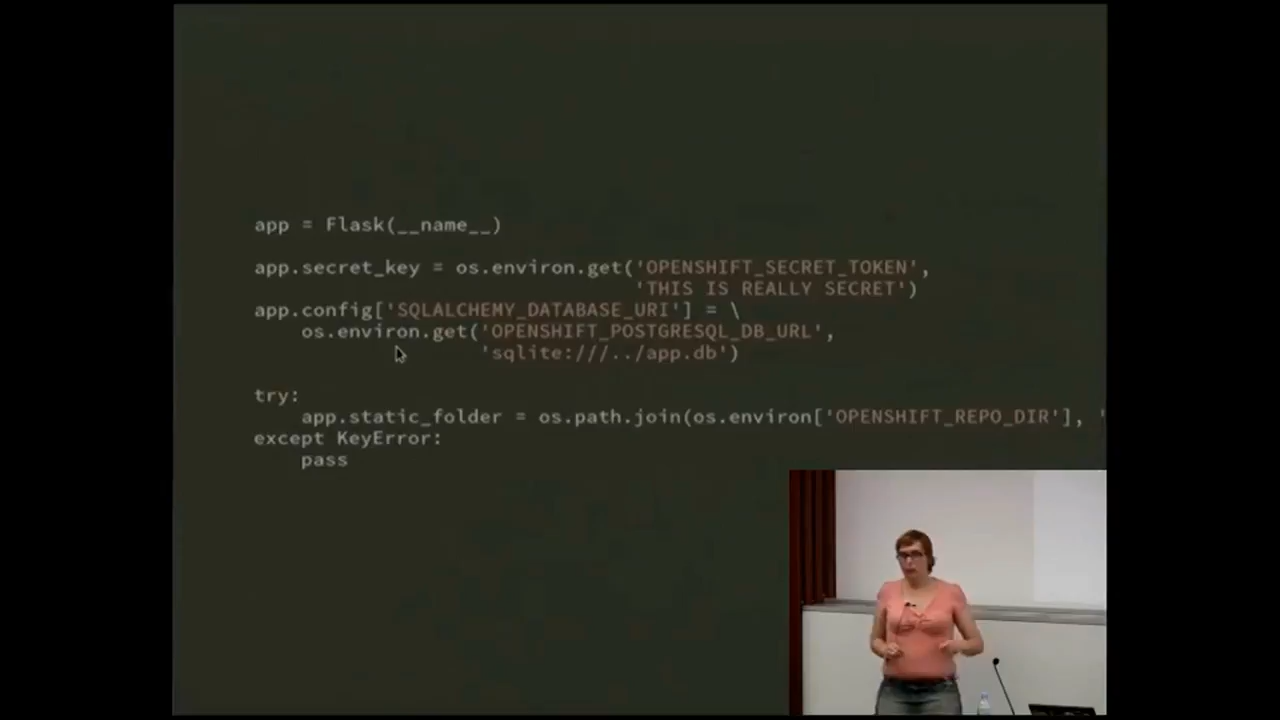 app = Flask(__name__)
app.secret_key = os.environ.get('OPENSHIFT_SECRET_TOKEN',
'THIS IS REALLY SECRET')
app.config['SQLALCHEMY_DATABASE_URI'] = \
os.environ.get('OPENSHIFT_POSTGRESQL_DB_URL',
'sqlite:///../app.db')
try:
app.static_folder = os.path.join(os.environ['OPENSHIFT_REPO_DIR'], '
except KeyError:
pass